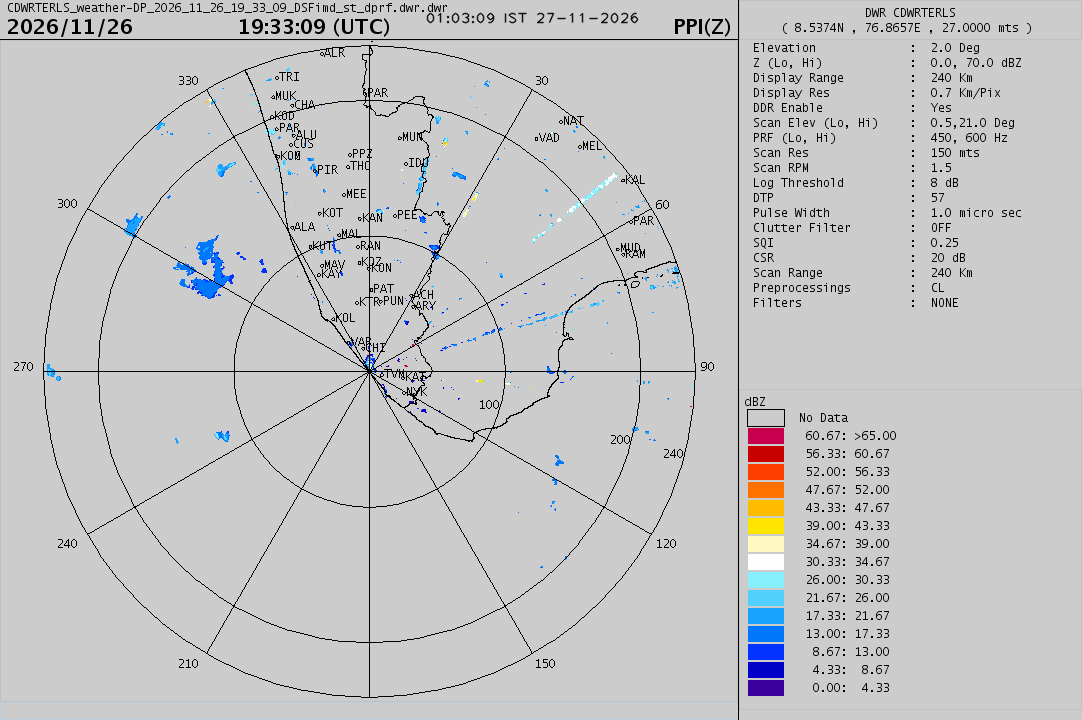 CDWRTERLS_weather-DP_2026_11_26_19_33_09_DSFimd_st_dprf.dwr.dwr
2026/11/26 19:33:09 (UTC) 01:03:09 IST 27-11-2026 PPI(Z)
DWR CDWRTERLS
( 8.5374N , 76.8657E , 27.0000 mts )
Elevation : 2.0 Deg
Z (Lo, Hi) : 0.0, 70.0 dBZ
Display Range : 240 Km
Display Res : 0.7 Km/Pix
DDR Enable : Yes
Scan Elev (Lo, Hi) : 0.5,21.0 Deg
PRF (Lo, Hi) : 450, 600 Hz
Scan Res : 150 mts
Scan RPM : 1.5
Log Threshold : 8 dB
DTP : 57
Pulse Width : 1.0 micro sec
Clutter Filter : OFF
SQI : 0.25
CSR : 20 dB
Scan Range : 240 Km
Preprocessings : CL
Filters : NONE
dBZ
No Data
60.67: >65.00
56.33: 60.67
52.00: 56.33
47.67: 52.00
43.33: 47.67
39.00: 43.33
34.67: 39.00
30.33: 34.67
26.00: 30.33
21.67: 26.00
17.33: 21.67
13.00: 17.33
8.67: 13.00
4.33: 8.67
0.00: 4.33
ALR
TRI
330
30
MUK
PAR
CHA
KOD
NAT
PAR
ALU
MUN
VAD
CUS
MEL
KOM
PPZ
THO
IDU
PIR
KAL
MEE
300
60
KOT
KAN
PEE
PAR
ALA
MAL
KUT
RAN
MUD
RAM
MAV
KOZ
KON
KAY
PAT
KTR
PUN
ACH
ARY
KOL
VAR
CHI
270
90
TVM
KAT
NYK
100
200
240
240
120
210
150